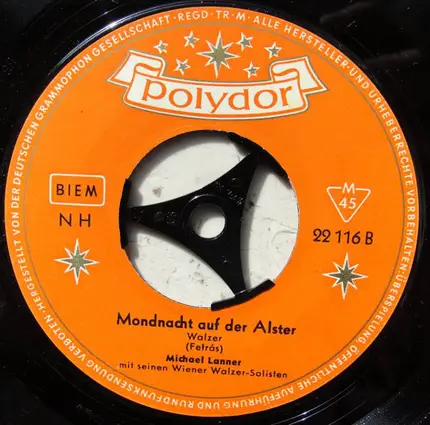 HERGESTELLT VON DER DEUTSCHEN GRAMMOPHON GESELLSCHAFT · REGD · TR · M · ALLE HERSTELLER- UND URHEBERRECHTE VORBEHALTEN · ÜBERSPIELUNG, ÖFFENTLICHE AUFFÜHRUNG UND RUNDFUNKSENDUNG VERBOTEN ·
polydor
BIEM
NH
M
45
22 116 B
Mondnacht auf der Alster
Walzer
(Fetrás)
Michael Lanner
mit seinen Wiener Walzer-Solisten